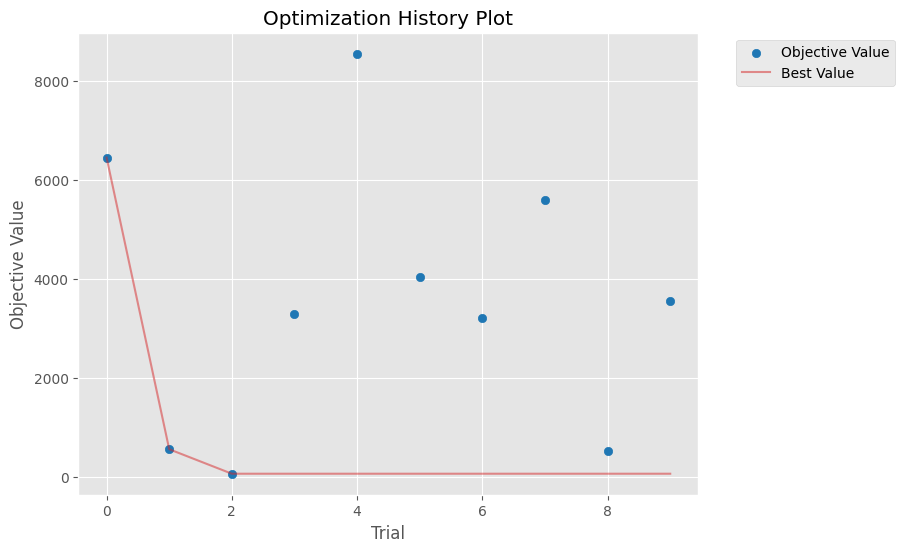 Optimization History Plot
Objective Value
Best Value
8000
6000
4000
2000
0
Objective Value
0 2 4 6 8
Trial